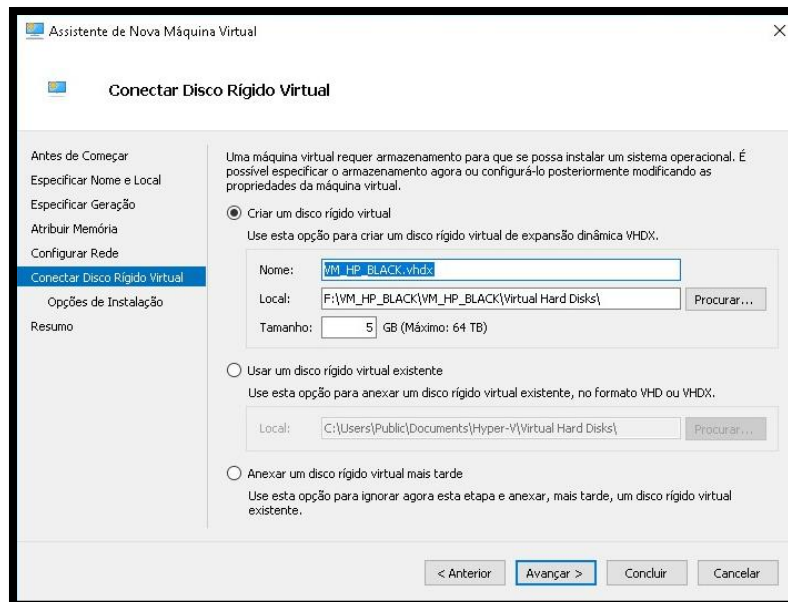 Assistente de Nova Máquina Virtual
Conectar Disco Rígido Virtual
Antes de Começar
Especificar Nome e Local
Especificar Geração
Atribuir Memória
Configurar Rede
Conectar Disco Rígido Virtual
Opções de Instalação
Resumo
Uma máquina virtual requer armazenamento para que se possa instalar um sistema operacional. É
possível especificar o armazenamento agora ou configurá-lo posteriormente modificando as
propriedades da máquina virtual.
Criar um disco rígido virtual
Use esta opção para criar um disco rígido virtual de expansão dinâmica VHDX.
Nome: VM_HP_BLACK.vhdx
Local: F:\VM_HP_BLACK\VM_HP_BLACK\Virtual Hard Disks\ Procurar...
Tamanho: 5 GB (Máximo: 64 TB)
Usar um disco rígido virtual existente
Use esta opção para anexar um disco rígido virtual existente, no formato VHD ou VHDX.
Local: C:\Users\Public\Documents\Hyper-V\Virtual Hard Disks\ Procurar...
Anexar um disco rígido virtual mais tarde
Use esta opção para ignorar agora esta etapa e anexar, mais tarde, um disco rígido virtual
existente.
< Anterior Avançar > Concluir Cancelar